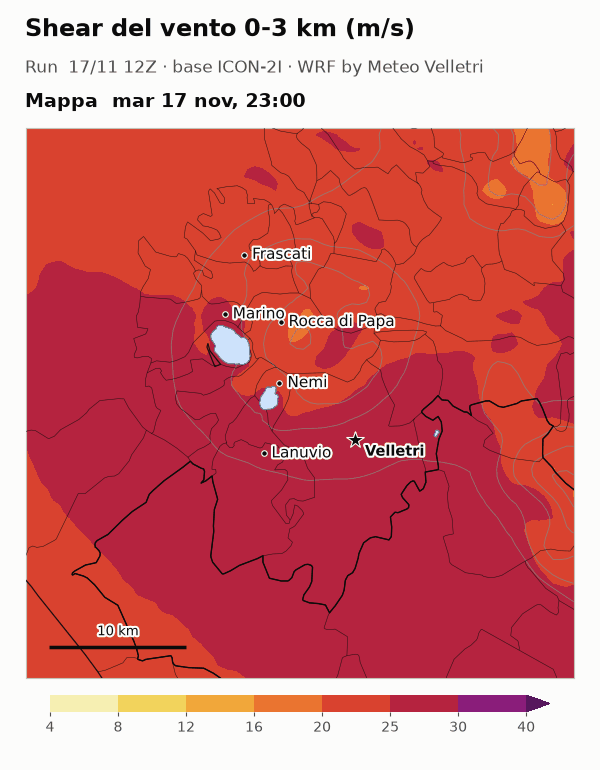 Shear del vento 0-3 km (m/s)
Run  17/11 12Z · base ICON-2I · WRF by Meteo Velletri
Mappa  mar 17 nov, 23:00
Frascati
Marino
Rocca di Papa
Nemi
Velletri
Lanuvio
10 km
4 8 12 16 20 25 30 40